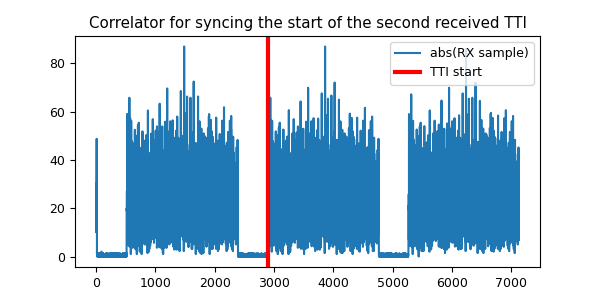 Correlator for syncing the start of the second received TTI
abs(RX sample)
TTI start
80
60
40
20
0
0 1000 2000 3000 4000 5000 6000 7000